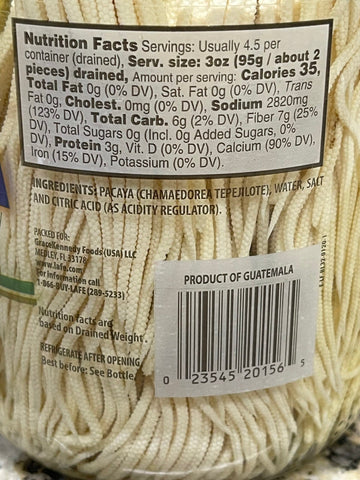 Nutrition Facts Servings: Usually 4.5 per
container (drained), Serv. size: 3oz (95g / about 2
pieces) drained, Amount per serving: Calories 35,
Total Fat 0g (0% DV), Sat. Fat 0g (0% DV), Trans
Fat 0g, Cholest. 0mg (0% DV), Sodium 2820mg
(123% DV), Total Carb. 6g (2% DV), Fiber 7g (25%
DV), Total Sugars 0g (Incl. 0g Added Sugars, 0%
DV), Protein 3g, Vit. D (0% DV), Calcium (90% DV),
Iron (15% DV), Potassium (0% DV).
INGREDIENTS: PACAYA (CHAMAEDOREA TEPEJILOTE), WATER, SALT
AND CITRIC ACID (AS ACIDITY REGULATOR).
PACKED FOR:
GraceKennedy Foods (USA) LLC
MEDLEY, FL 33178
www.lafe.com
For information call
1-866-BUY-LAFE (289-5233)
Nutrition facts are
based on Drained Weight.
REFRIGERATE AFTER OPENING
Best before: See Bottle.
PRODUCT OF GUATEMALA
0 23545 20156 5